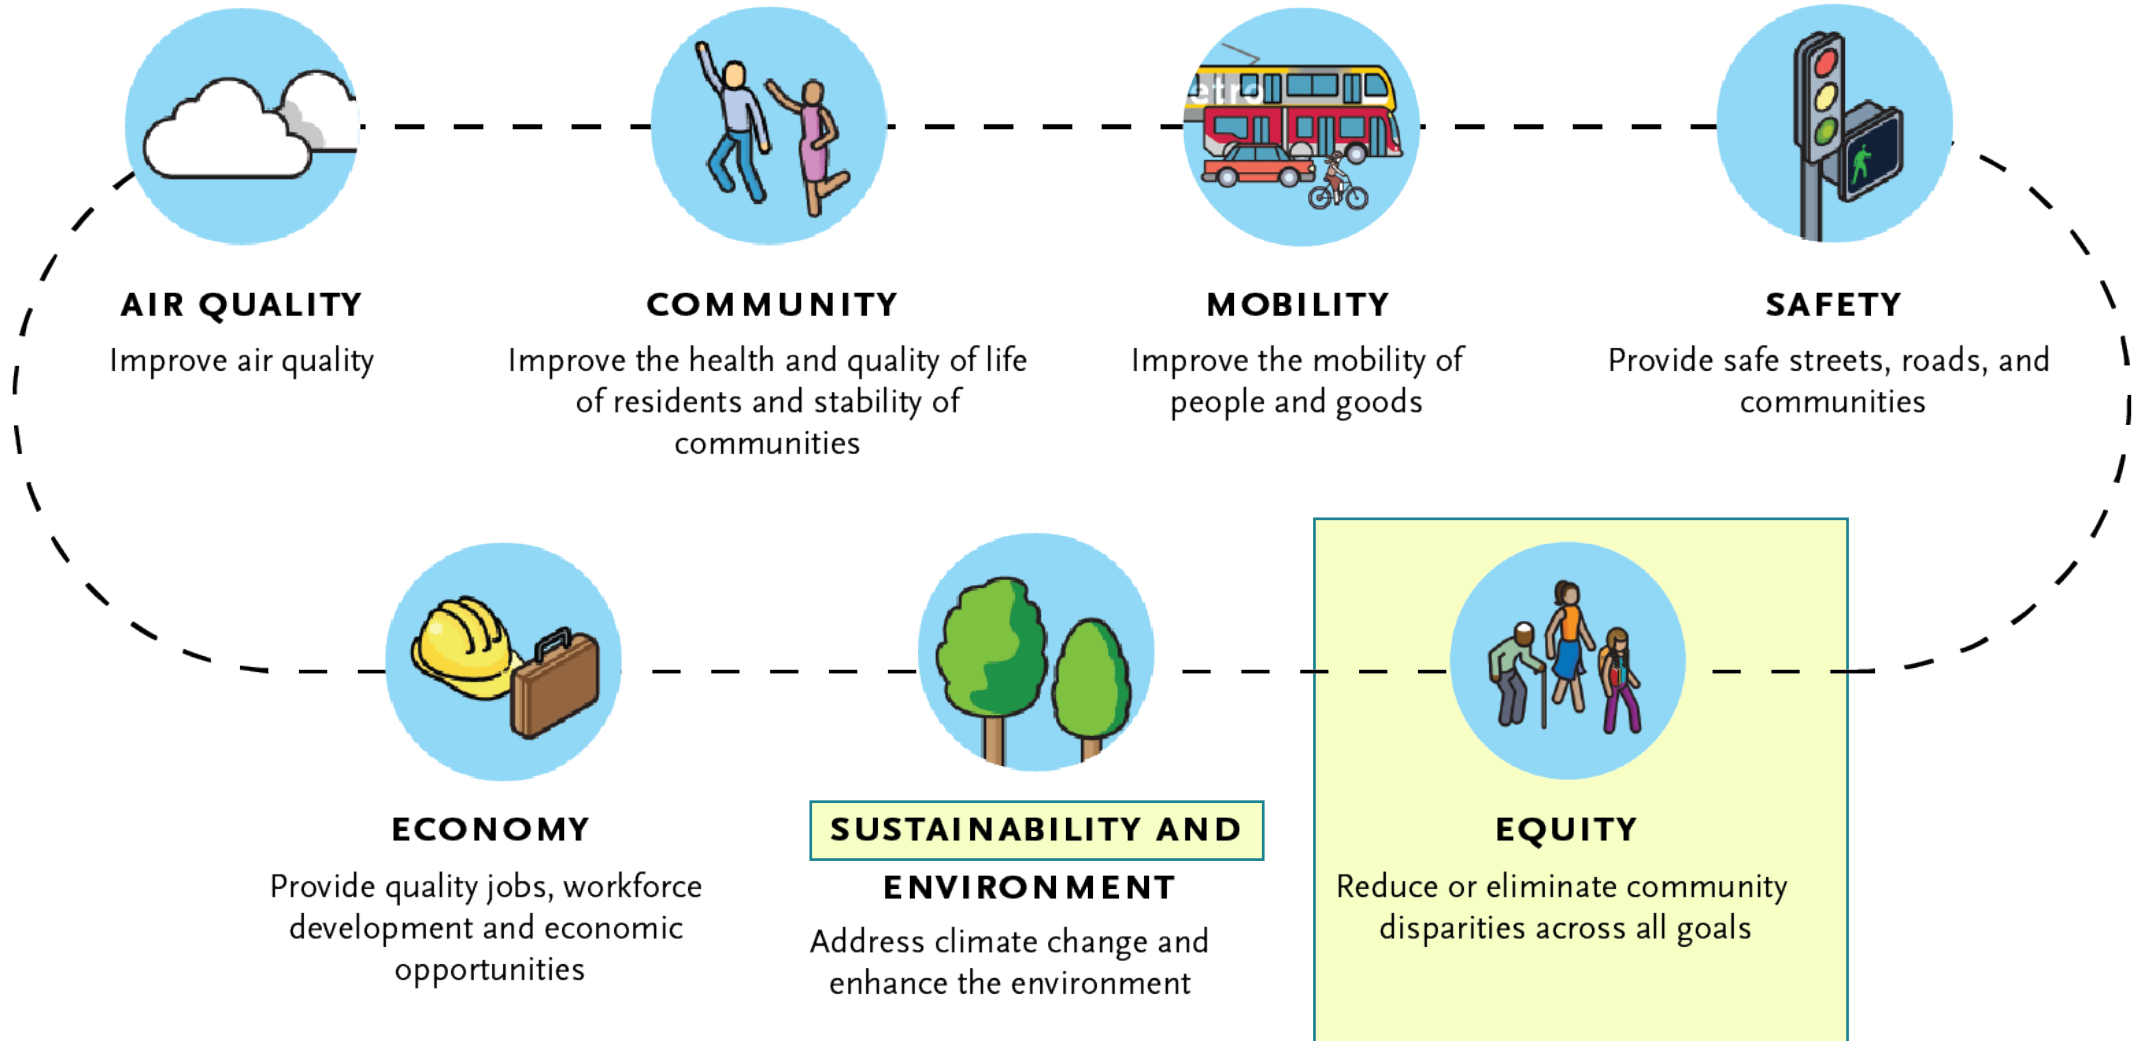 etro
AIR QUALITY
Improve air quality
COMMUNITY
Improve the health and quality of life
of residents and stability of
communities
MOBILITY
Improve the mobility of
people and goods
SAFETY
Provide safe streets, roads, and
communities
ECONOMY
Provide quality jobs, workforce
development and economic
opportunities
SUSTAINABILITY AND
ENVIRONMENT
Address climate change and
enhance the environment
EQUITY
Reduce or eliminate community
disparities across all goals